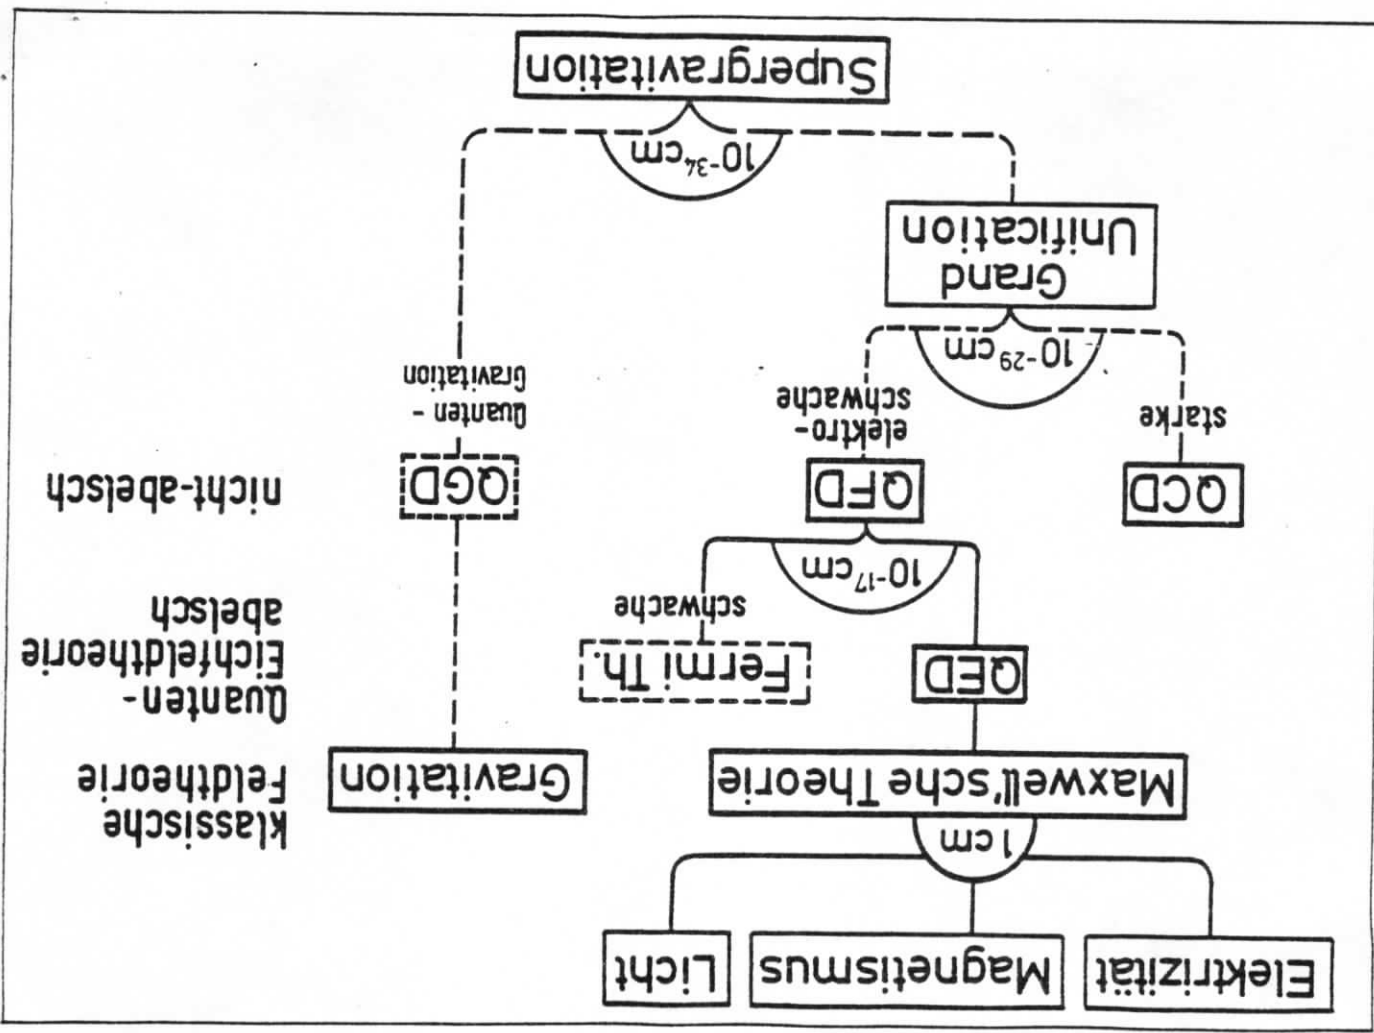 Elektrizität
Magnetismus
Licht
1 cm
Maxwell'sche Theorie
Gravitation
klassische
Feldtheorie
QED
Fermi Th.
schwache
Quanten-
Eichfeldtheorie
abelsch
10⁻¹⁷cm
QCD
QFD
QGD
nicht-abelsch
starke
elektro-
schwache
Quanten-
Gravitation
10⁻²⁹cm
Grand
Unification
10⁻³⁴cm
Supergravitation